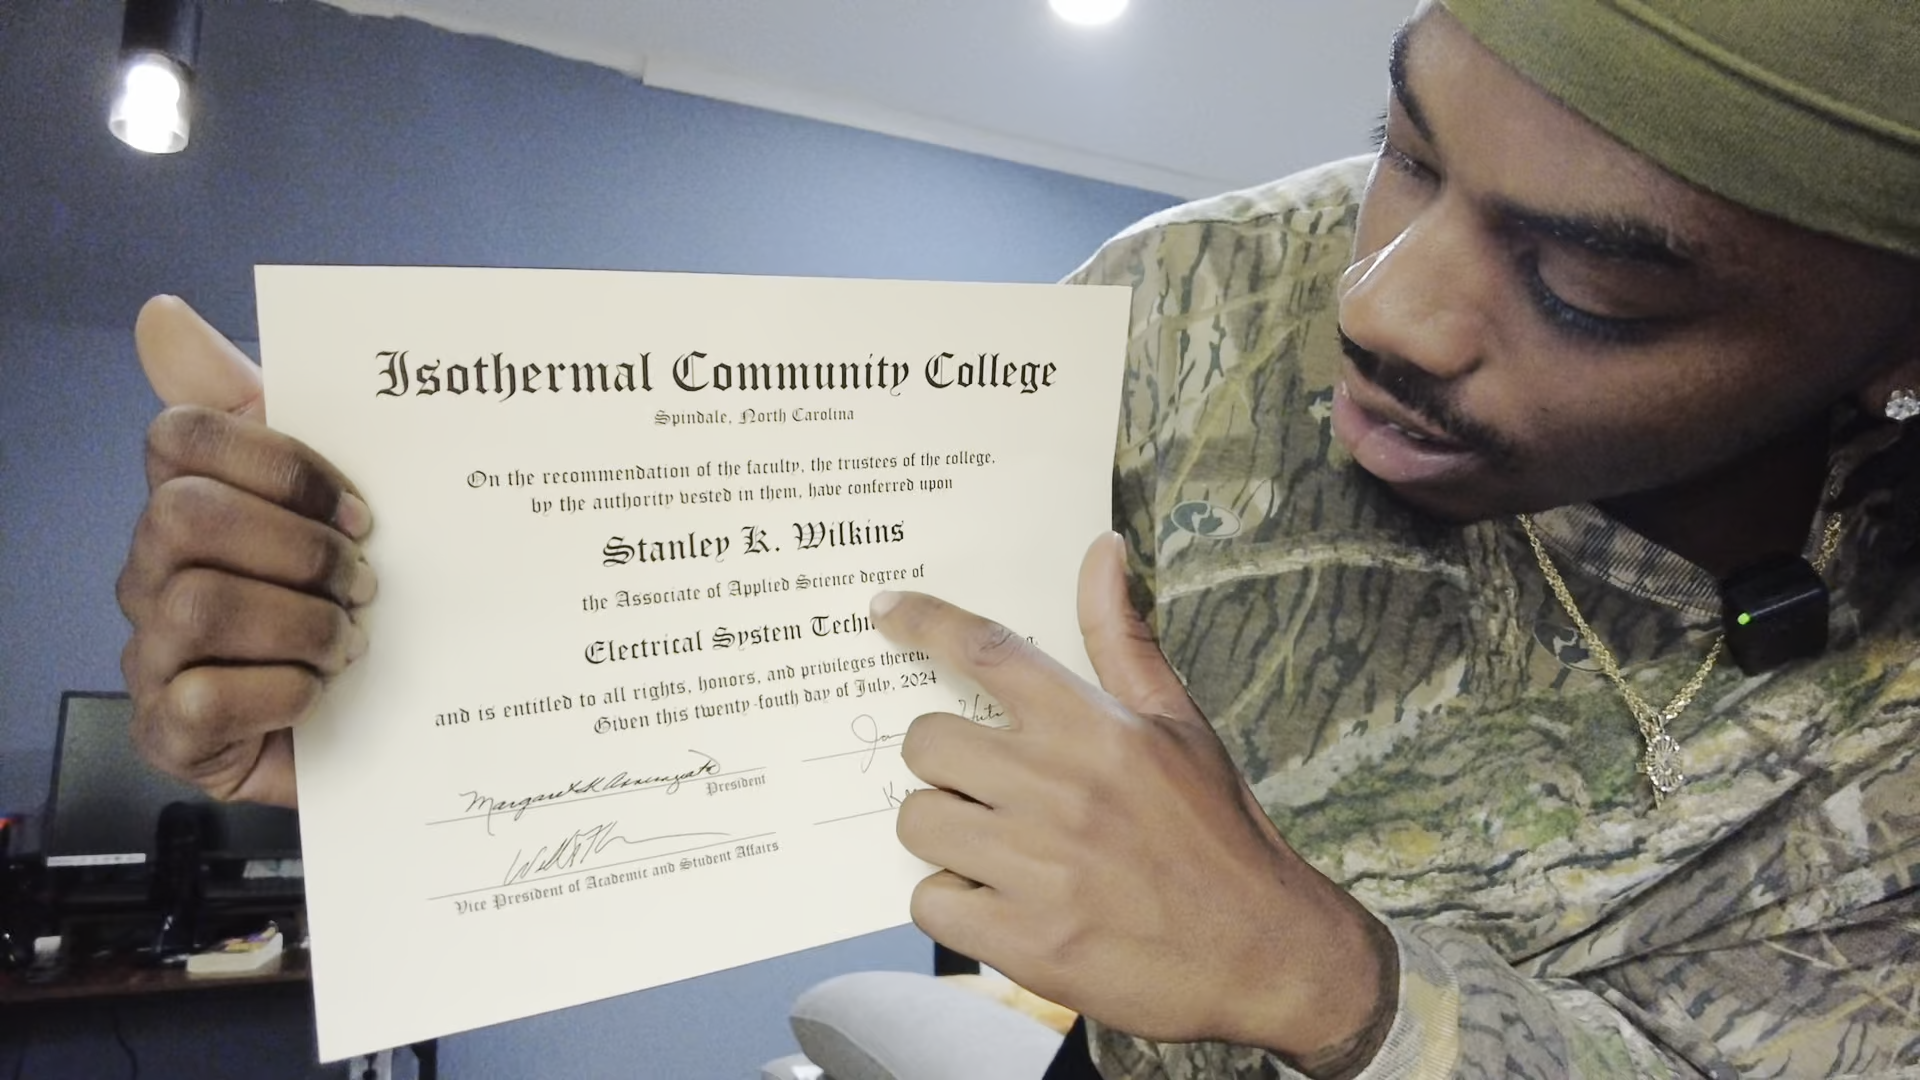 Isothermal Community College
Spindale, North Carolina
On the recommendation of the faculty, the trustees of the college,
by the authority vested in them, have conferred upon
Stanley K. Wilkins
the Associate of Applied Science degree of
Electrical System Techn
and is entitled to all rights, honors, and privileges therein
Given this twenty-fouth day of July, 2024
President
Vice President of Academic and Student Affairs